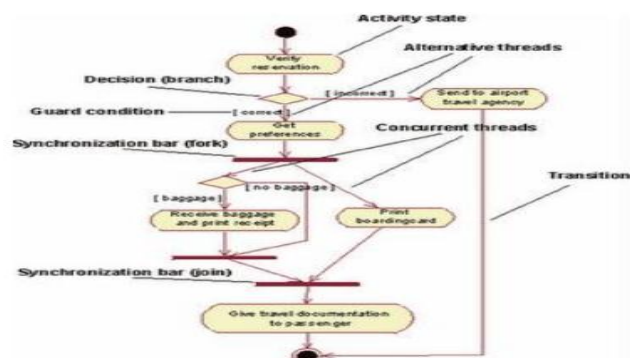 Activity state
Verify
reservation
Alternative threads
Decision (branch)
[ incorrect]
Send to airport
travel agency
Guard condition
[ correct]
Get
preferences
Concurrent threads
Synchronization bar (fork)
[ no baggage]
Transition
[ baggage]
Receive baggage
and print receipt
Print
boardingcard
Synchronization bar (join)
Give travel documentation
to passenger